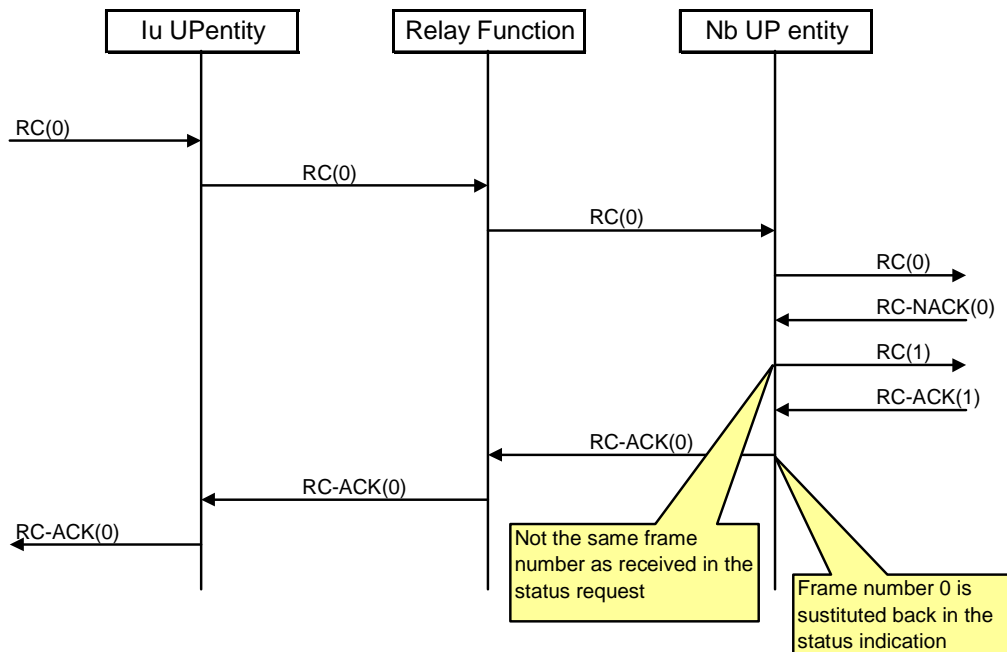 Iu UPentity
Relay Function
Nb UP entity
RC(0)
RC(0)
RC(0)
RC(0)
RC-NACK(0)
RC(1)
RC-ACK(1)
RC-ACK(0)
RC-ACK(0)
RC-ACK(0)
Not the same frame
number as received in the
status request
Frame number 0 is
sustituted back in the
status indication